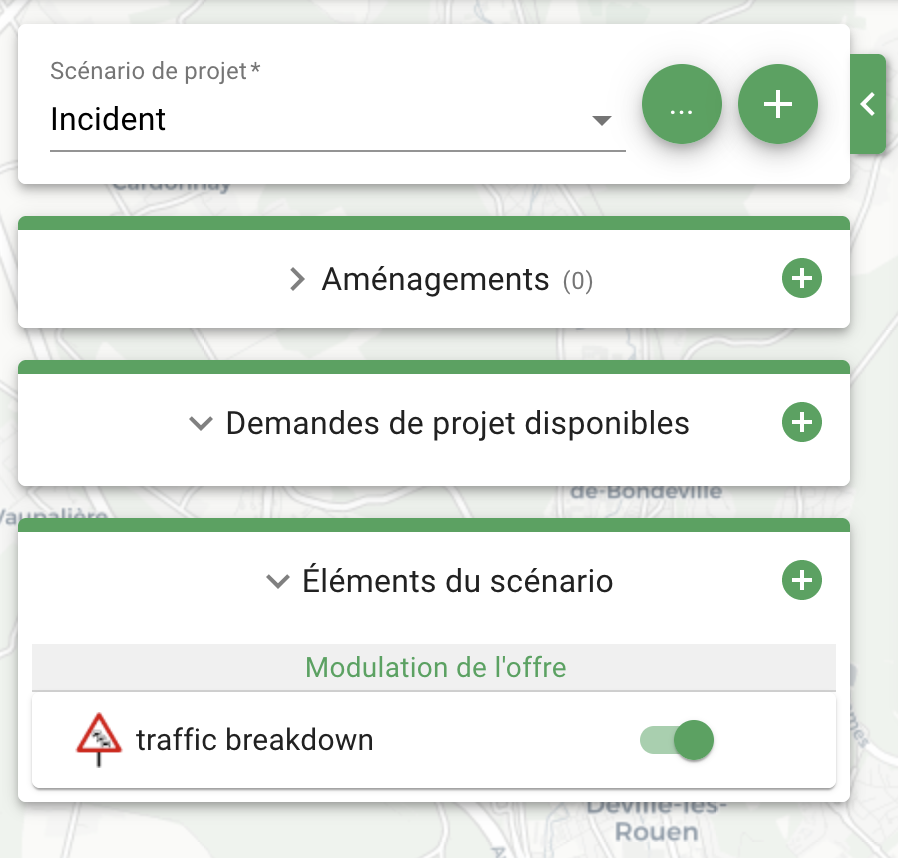 Scénario de projet*
Incident
...
Cardonnay
Aménagements (0)
Demandes de projet disponibles
de-Bondeville
Vaupalière
Éléments du scénario
Modulation de l'offre
traffic breakdown
Déville-lès-
Rouen